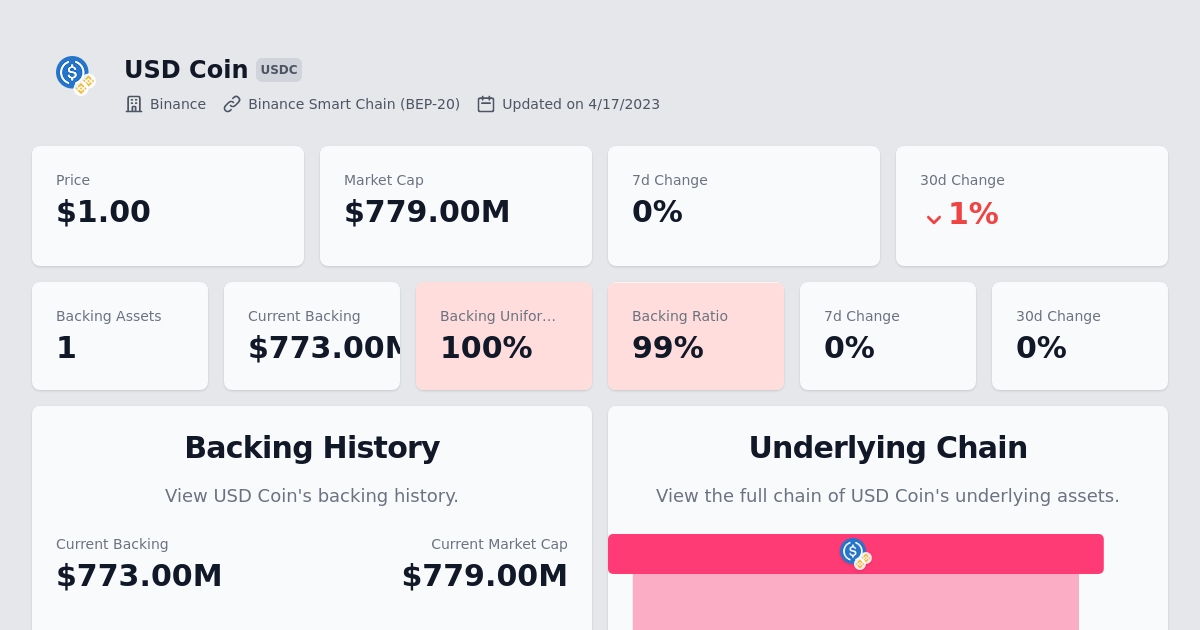 USD Coin USDC
Binance Binance Smart Chain (BEP-20) Updated on 4/17/2023
Price Market Cap 7d Change 30d Change
$1.00 $779.00M 0% 1%
Backing Assets Current Backing Backing Unifor... Backing Ratio 7d Change 30d Change
1 $773.00M 100% 99% 0% 0%
Backing History Underlying Chain
View USD Coin's backing history. View the full chain of USD Coin's underlying assets.
Current Backing Current Market Cap
$773.00M $779.00M